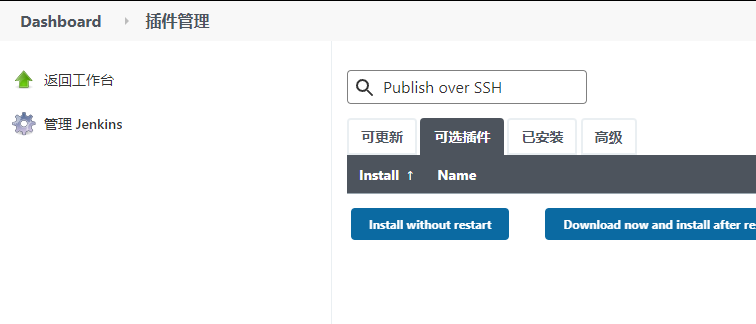 Dashboard 插件管理
返回工作台
管理 Jenkins
Publish over SSH
可更新 可选插件 已安装 高级
Install ↑ Name
Install without restart Download now and install after re